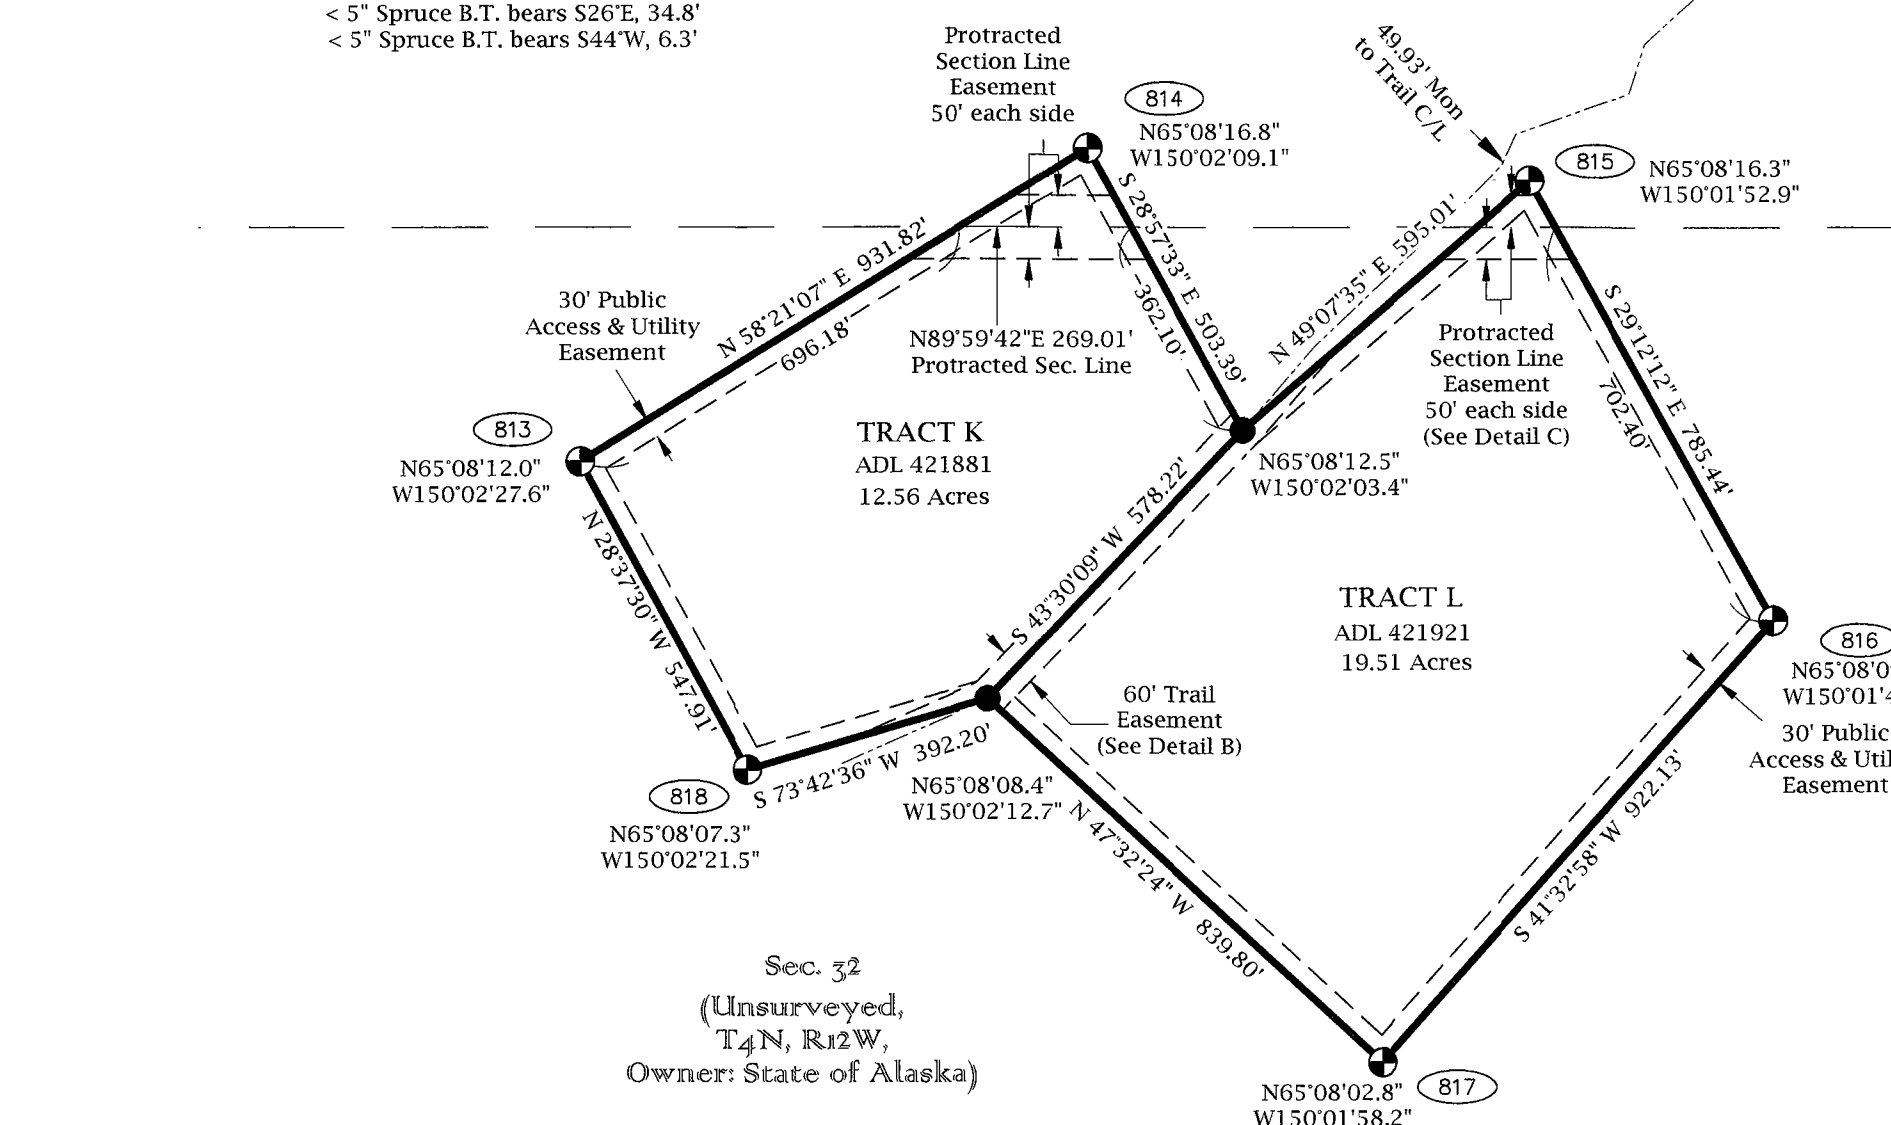 < 5" Spruce B.T. bears S26°E, 34.8'
< 5" Spruce B.T. bears S44°W, 6.3'
Protracted
Section Line
Easement
50' each side
814
N65°08'16.8"
W150°02'09.1"
49.93' Mon
to Trail C/L
815
N65°08'16.3"
W150°01'52.9"
N 58°21'07" E 931.82'
696.18'
S 28°57'33" E 503.39'
362.10'
N 49°07'35" E 595.01'
S 29°12'12" E 785.44'
702.40'
30' Public
Access & Utility
Easement
N89°59'42"E 269.01'
Protracted Sec. Line
Protracted
Section Line
Easement
50' each side
(See Detail C)
813
N65°08'12.0"
W150°02'27.6"
TRACT K
ADL 421881
12.56 Acres
N65°08'12.5"
W150°02'03.4"
N 28°37'30" W 547.91'
S 43°30'09" W 578.22'
TRACT L
ADL 421921
19.51 Acres
816
N65°08'0
W150°01'4
60' Trail
Easement
(See Detail B)
30' Public
Access & Util
Easement
S 73°42'36" W 392.20'
818
N65°08'07.3"
W150°02'21.5"
N65°08'08.4"
W150°02'12.7"
N 47°32'24" W 839.80'
S 41°32'58" W 922.13'
Sec. 32
(Unsurveyed,
T4N, R12W,
Owner: State of Alaska)
817
N65°08'02.8"
W150°01'58.2"